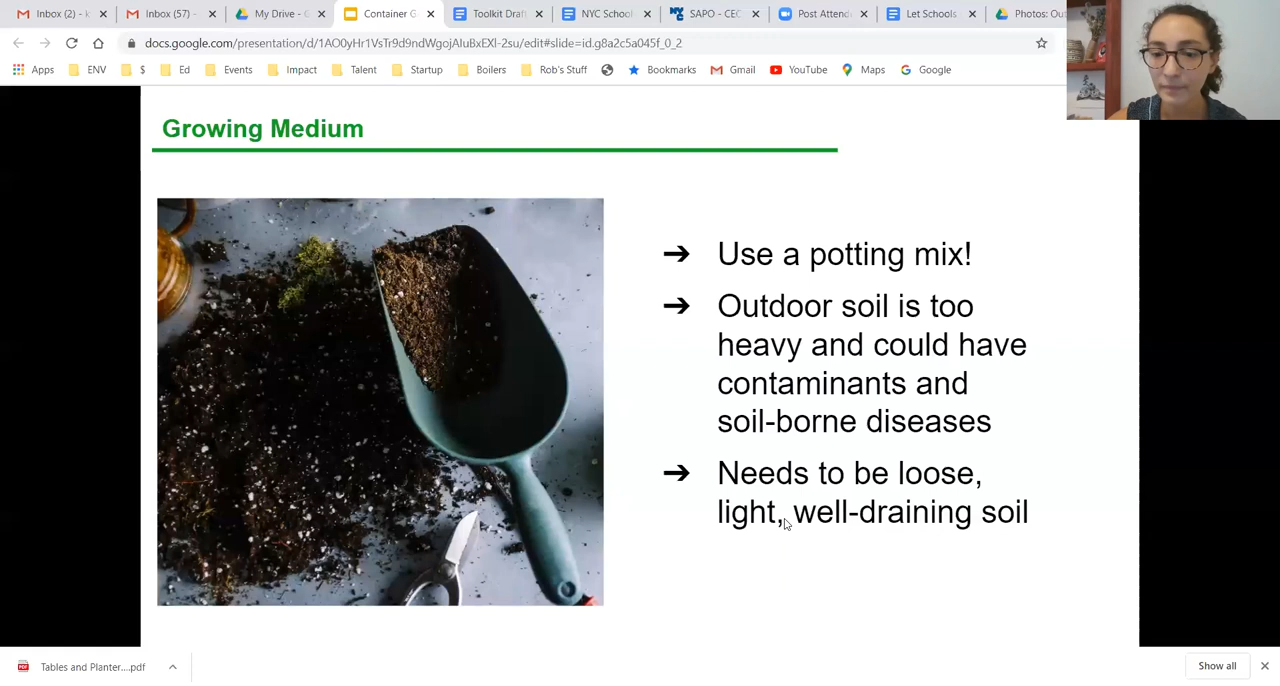 Inbox (2) - k
Inbox (57) -
My Drive - G
Container G
Toolkit Draf
NYC School
SAPO - CEC
Post Attend
Let Schools
Photos: Ou
docs.google.com/presentation/d/1AO0yHr1VsTr9d9ndWgojAIuBxEXl-2su/edit#slide=id.g8a2c5a045f_0_2
Apps
ENV
$
Ed
Events
Impact
Talent
Startup
Boilers
Rob's Stuff
Bookmarks
Gmail
YouTube
Maps
Google
Growing Medium
➔ Use a potting mix!
➔ Outdoor soil is too
heavy and could have
contaminants and
soil-borne diseases
➔ Needs to be loose,
light, well-draining soil
Tables and Planter....pdf
Show all